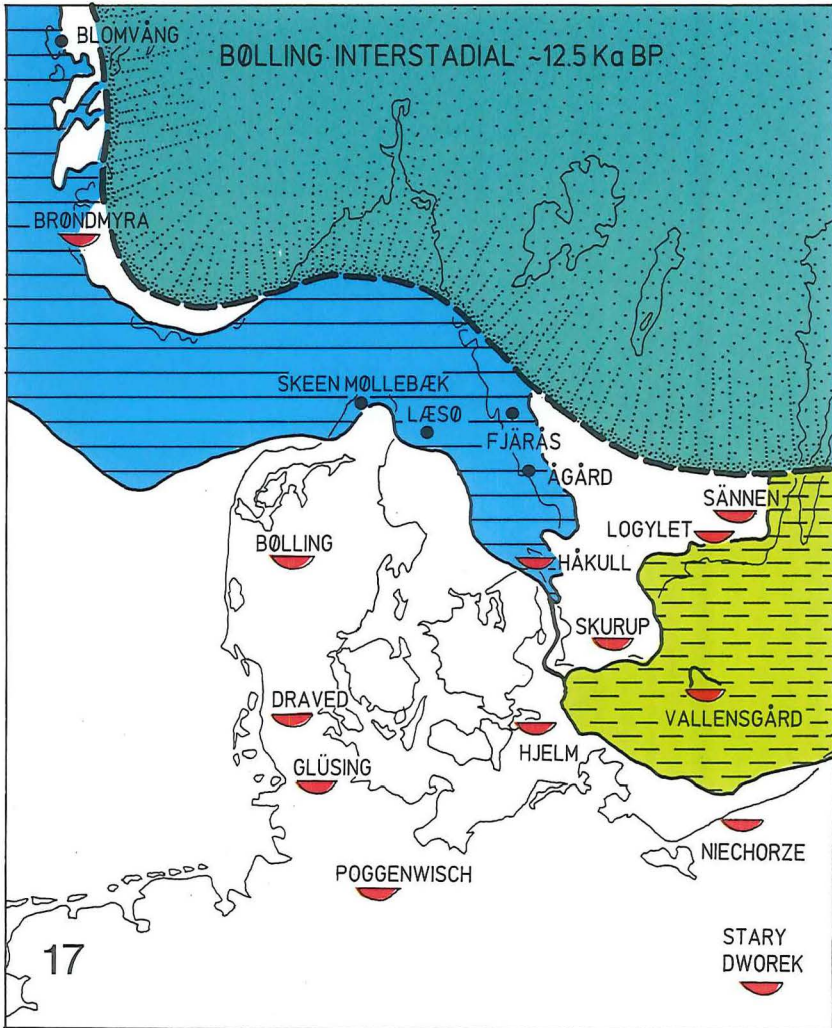 BLOMVÅNG
BØLLING INTERSTADIAL ~12.5 Ka BP
BRØNDMYRA
SKEEN MØLLEBÆK
LÆSØ
FJÄRÅS
ÅGÅRD
SÄNNEN
LOGYLET
BØLLING
HÅKULL
SKURUP
DRAVED
VALLENSGÅRD
HJELM
GLÜSING
NIECHORZE
POGGENWISCH
STARY
DWOREK
17